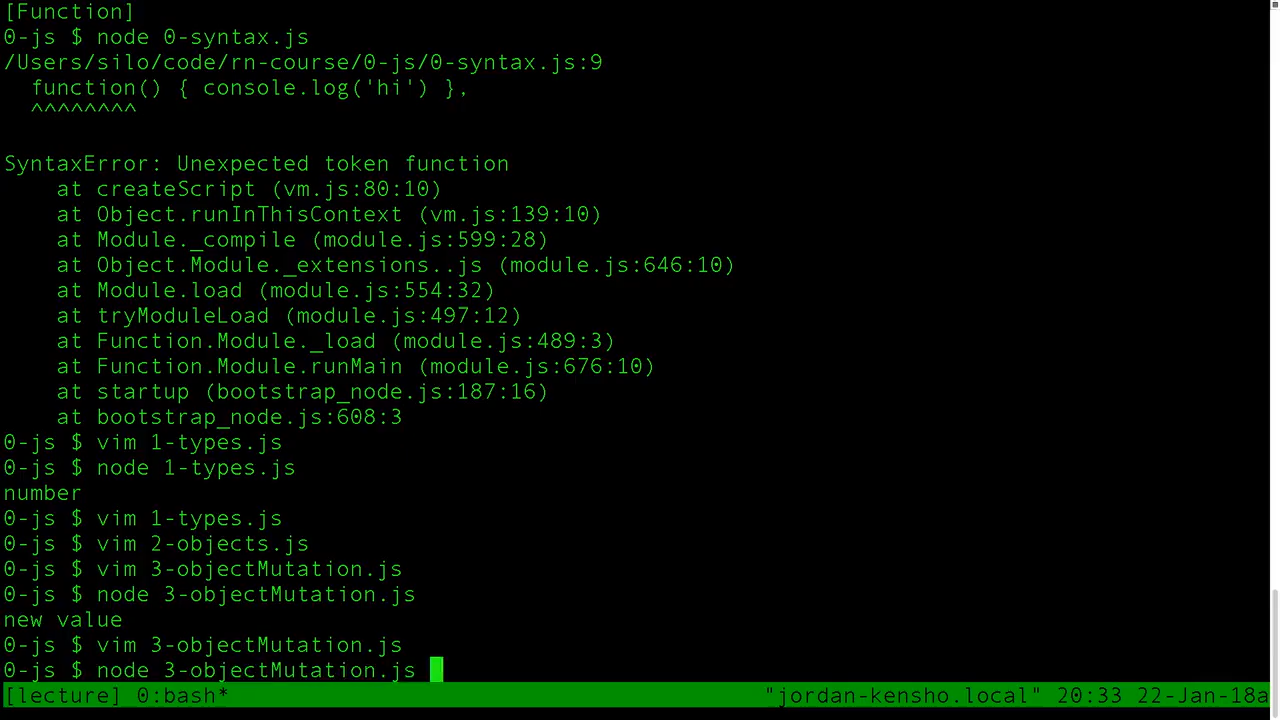 [Function]
0-js $ node 0-syntax.js
/Users/silo/code/rn-course/0-js/0-syntax.js:9
  function() { console.log('hi') },
  ^^^^^^^^

SyntaxError: Unexpected token function
    at createScript (vm.js:80:10)
    at Object.runInThisContext (vm.js:139:10)
    at Module._compile (module.js:599:28)
    at Object.Module._extensions..js (module.js:646:10)
    at Module.load (module.js:554:32)
    at tryModuleLoad (module.js:497:12)
    at Function.Module._load (module.js:489:3)
    at Function.Module.runMain (module.js:676:10)
    at startup (bootstrap_node.js:187:16)
    at bootstrap_node.js:608:3
0-js $ vim 1-types.js
0-js $ node 1-types.js
number
0-js $ vim 1-types.js
0-js $ vim 2-objects.js
0-js $ vim 3-objectMutation.js
0-js $ node 3-objectMutation.js
new value
0-js $ vim 3-objectMutation.js
0-js $ node 3-objectMutation.js
[lecture] 0:bash* "jordan-kensho.local" 20:33 22-Jan-18a